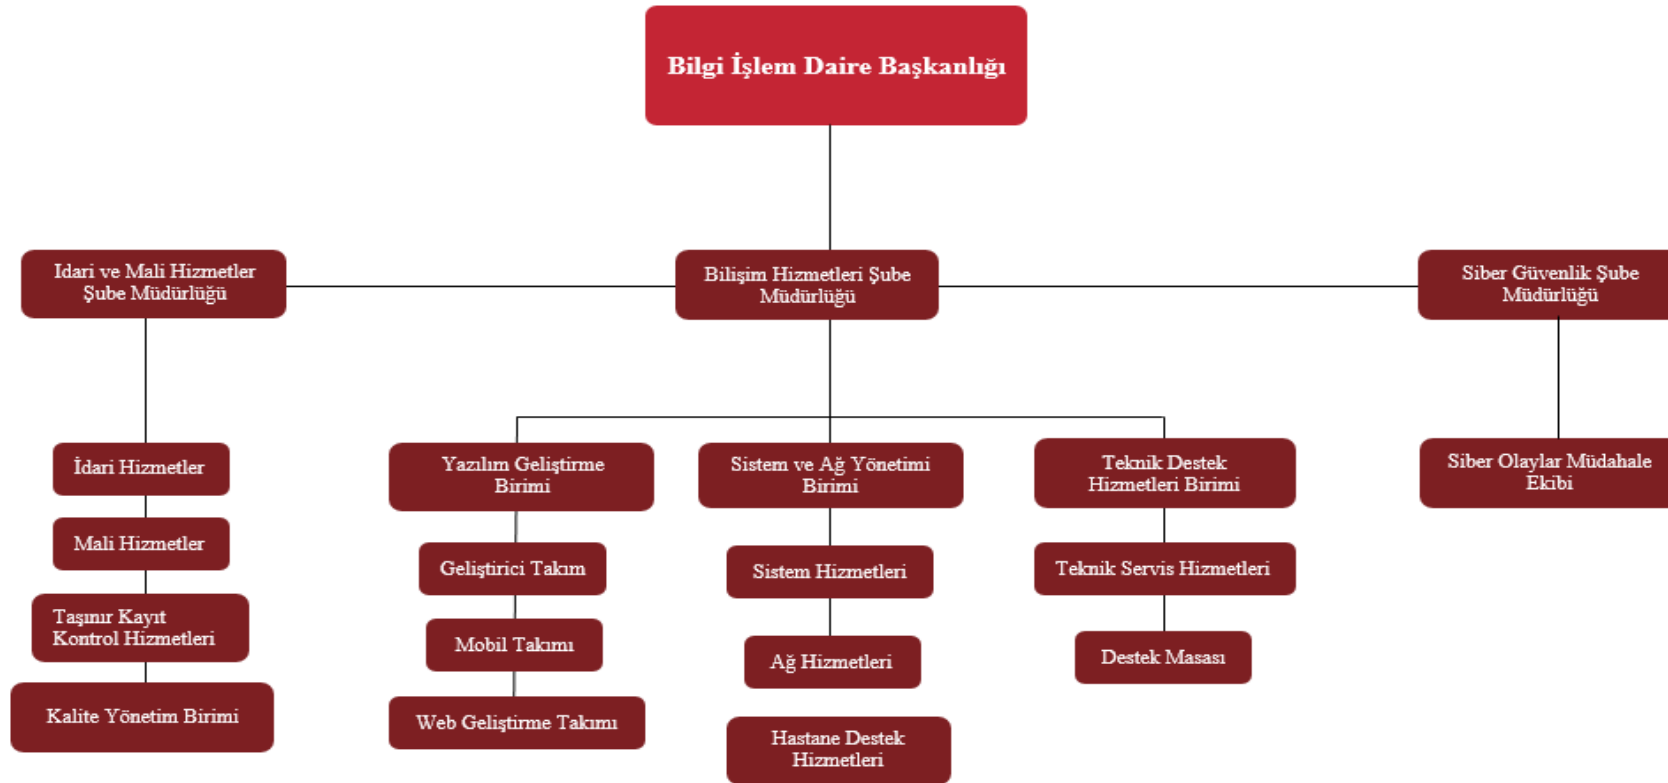 Bilgi İşlem Daire Başkanlığı
Idari ve Mali Hizmetler
Şube Müdürlüğü
Bilişim Hizmetleri Şube
Müdürlüğü
Siber Güvenlik Şube
Müdürlüğü
İdari Hizmetler
Mali Hizmetler
Taşınır Kayıt
Kontrol Hizmetleri
Kalite Yönetim Birimi
Yazılım Geliştirme
Birimi
Geliştirici Takım
Mobil Takımı
Web Geliştirme Takımı
Sistem ve Ağ Yönetimi
Birimi
Sistem Hizmetleri
Ağ Hizmetleri
Hastane Destek
Hizmetleri
Teknik Destek
Hizmetleri Birimi
Teknik Servis Hizmetleri
Destek Masası
Siber Olaylar Müdahale
Ekibi